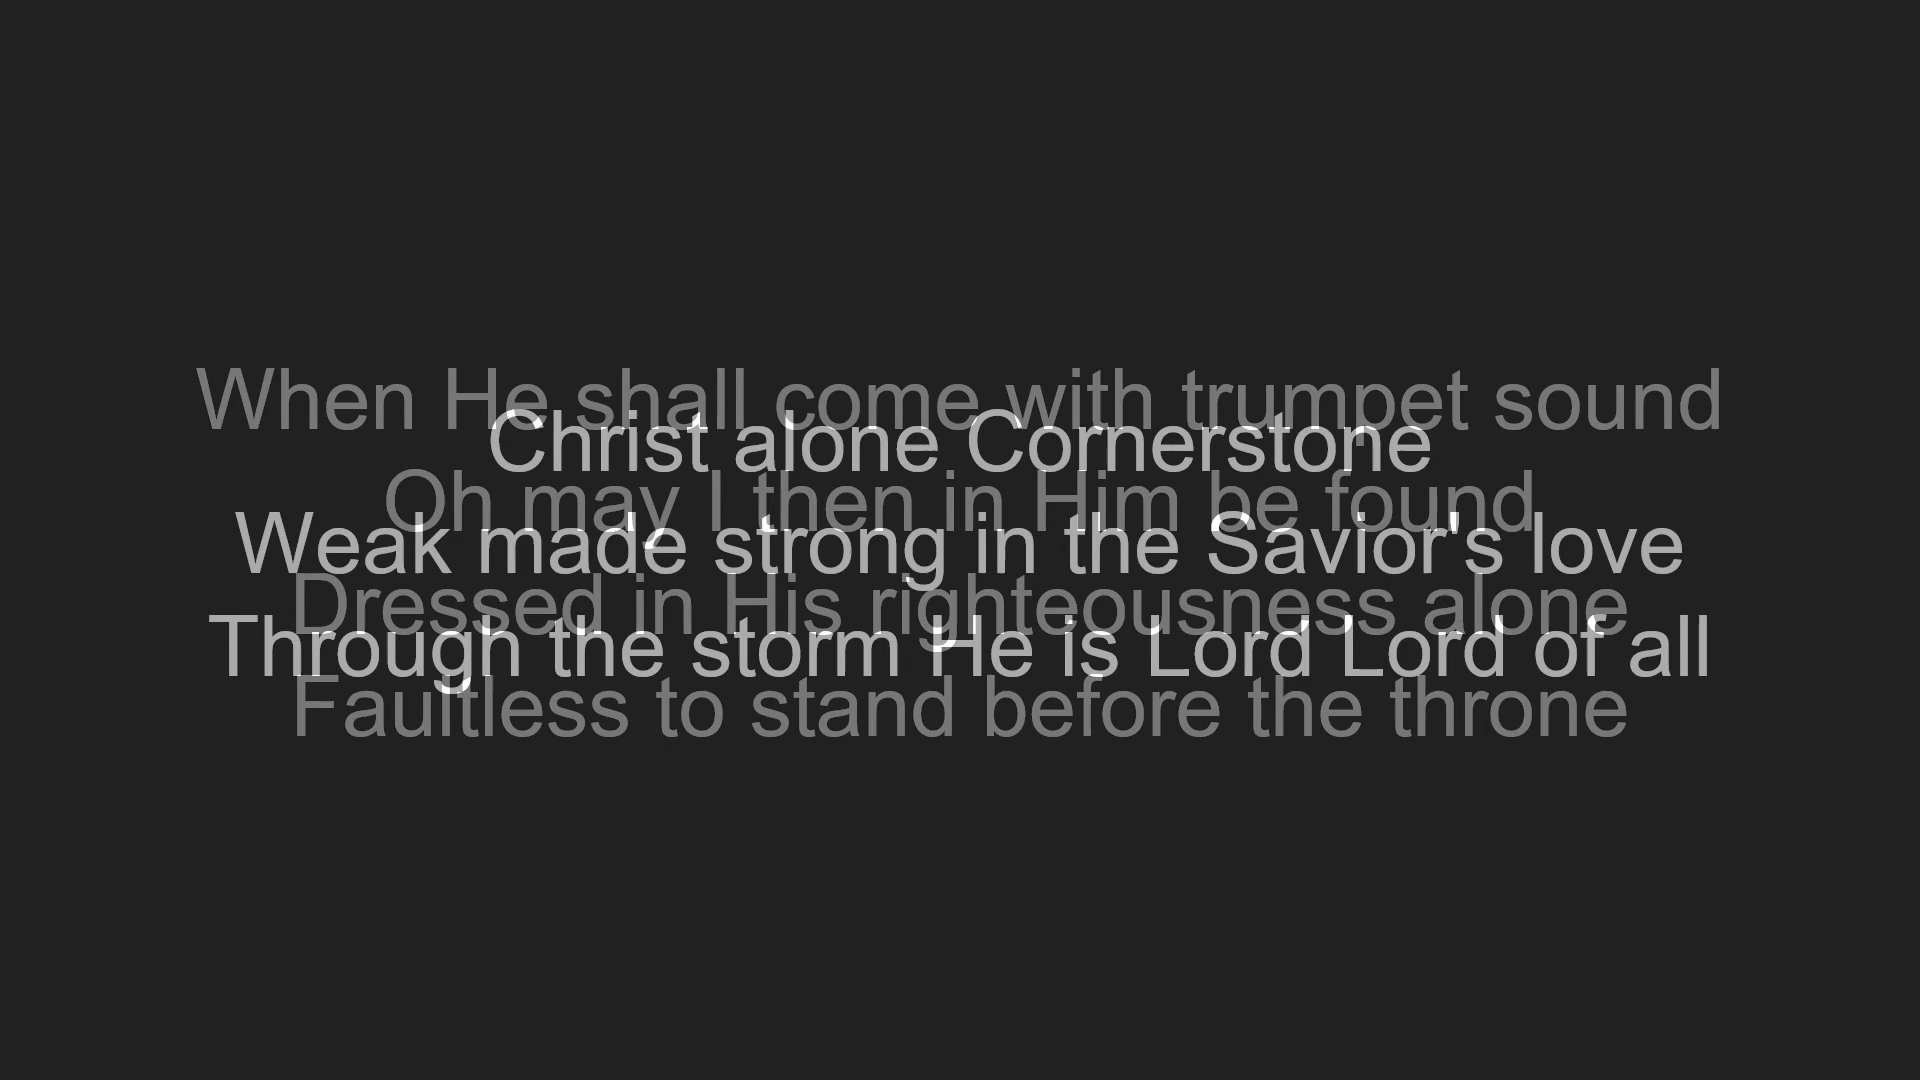 When He shall come with trumpet sound
Christ alone Cornerstone
Oh may I then in Him be found
Weak made strong in the Savior's love
Dressed in His righteousness alone
Through the storm He is Lord Lord of all
Faultless to stand before the throne